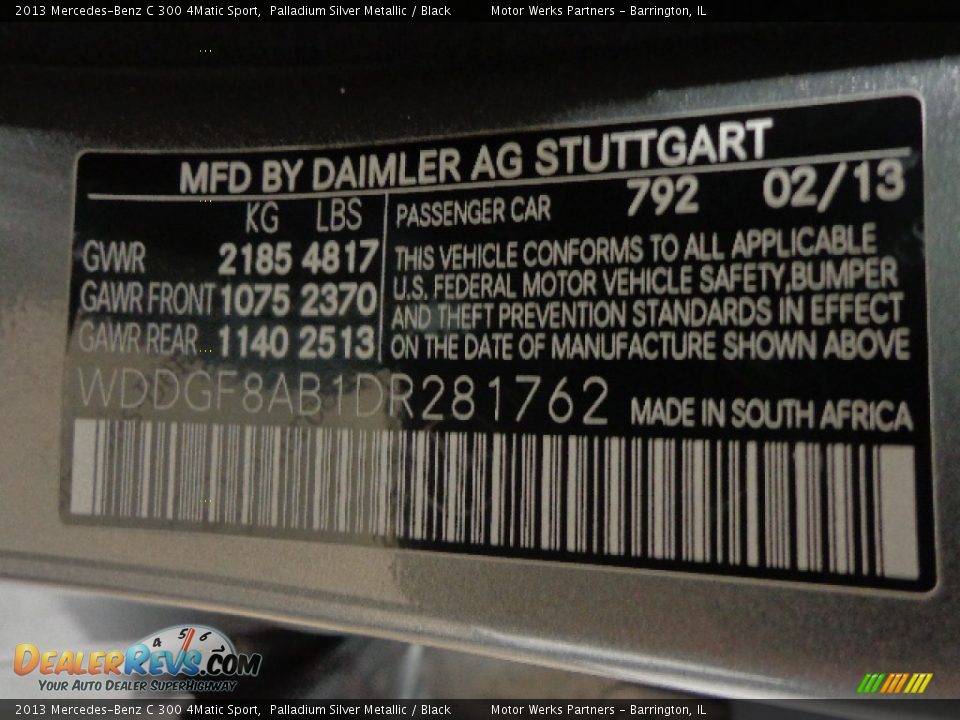 2013 Mercedes-Benz C 300 4Matic Sport,  Palladium Silver Metallic / Black          Motor Werks Partners - Barrington, IL
MFD BY DAIMLER AG STUTTGART
KG LBS PASSENGER CAR 792 02/13
GVWR 2185 4817
GAWR FRONT 1075 2370
GAWR REAR 1140 2513
THIS VEHICLE CONFORMS TO ALL APPLICABLE
U.S. FEDERAL MOTOR VEHICLE SAFETY,BUMPER
AND THEFT PREVENTION STANDARDS IN EFFECT
ON THE DATE OF MANUFACTURE SHOWN ABOVE
WDDGF8AB1DR281762 MADE IN SOUTH AFRICA
4 5 6
DEALERREVS.COM
YOUR AUTO DEALER SUPERHIGHWAY
2013 Mercedes-Benz C 300 4Matic Sport,  Palladium Silver Metallic / Black          Motor Werks Partners - Barrington, IL